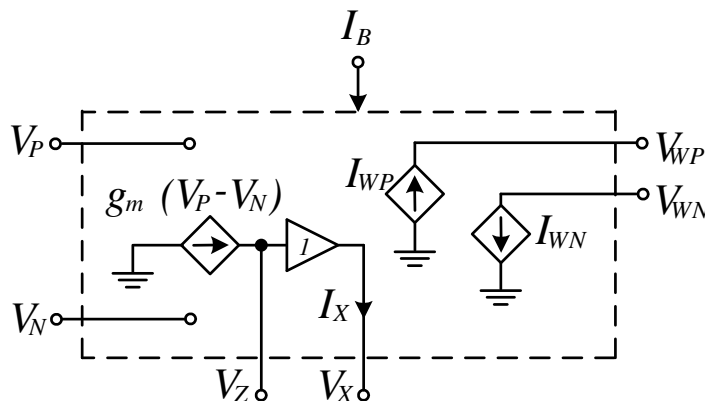 I_B
V_P
V_WP
I_WP
V_WN
g_m (V_P-V_N)
I_WN
1
V_N
I_X
V_Z
V_X